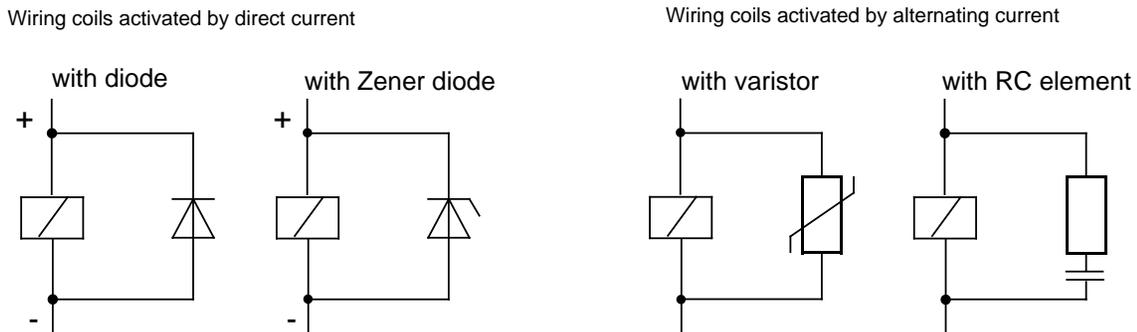 Wiring coils activated by direct current
Wiring coils activated by alternating current
with diode
with Zener diode
with varistor
with RC element
+
+
-
-